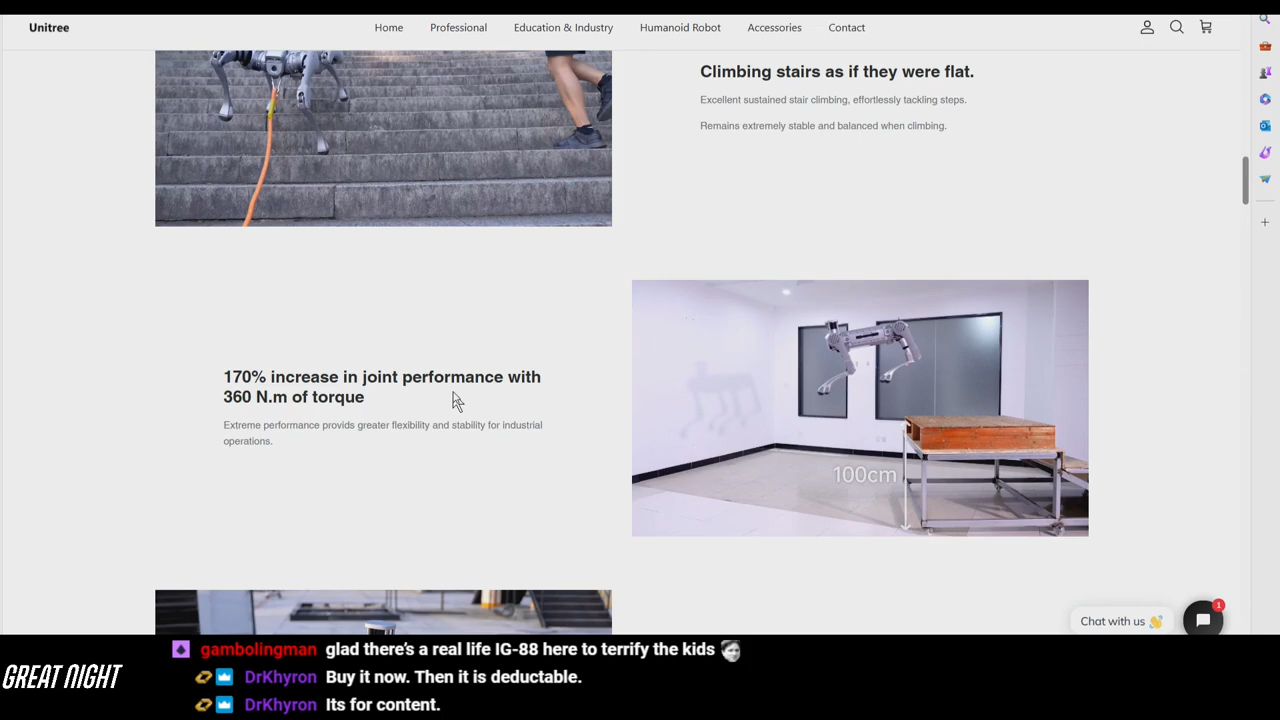 Unitree
Home Professional Education & Industry Humanoid Robot Accessories Contact
Climbing stairs as if they were flat.
Excellent sustained stair climbing, effortlessly tackling steps.
Remains extremely stable and balanced when climbing.
170% increase in joint performance with
360 N.m of torque
Extreme performance provids greater flexibility and stability for industrial
operations.
100cm
Chat with us 👋
1
gambolingman glad there's a real life IG-88 here to terrify the kids
DrKhyron Buy it now. Then it is deductable.
DrKhyron Its for content.
GREAT NIGHT